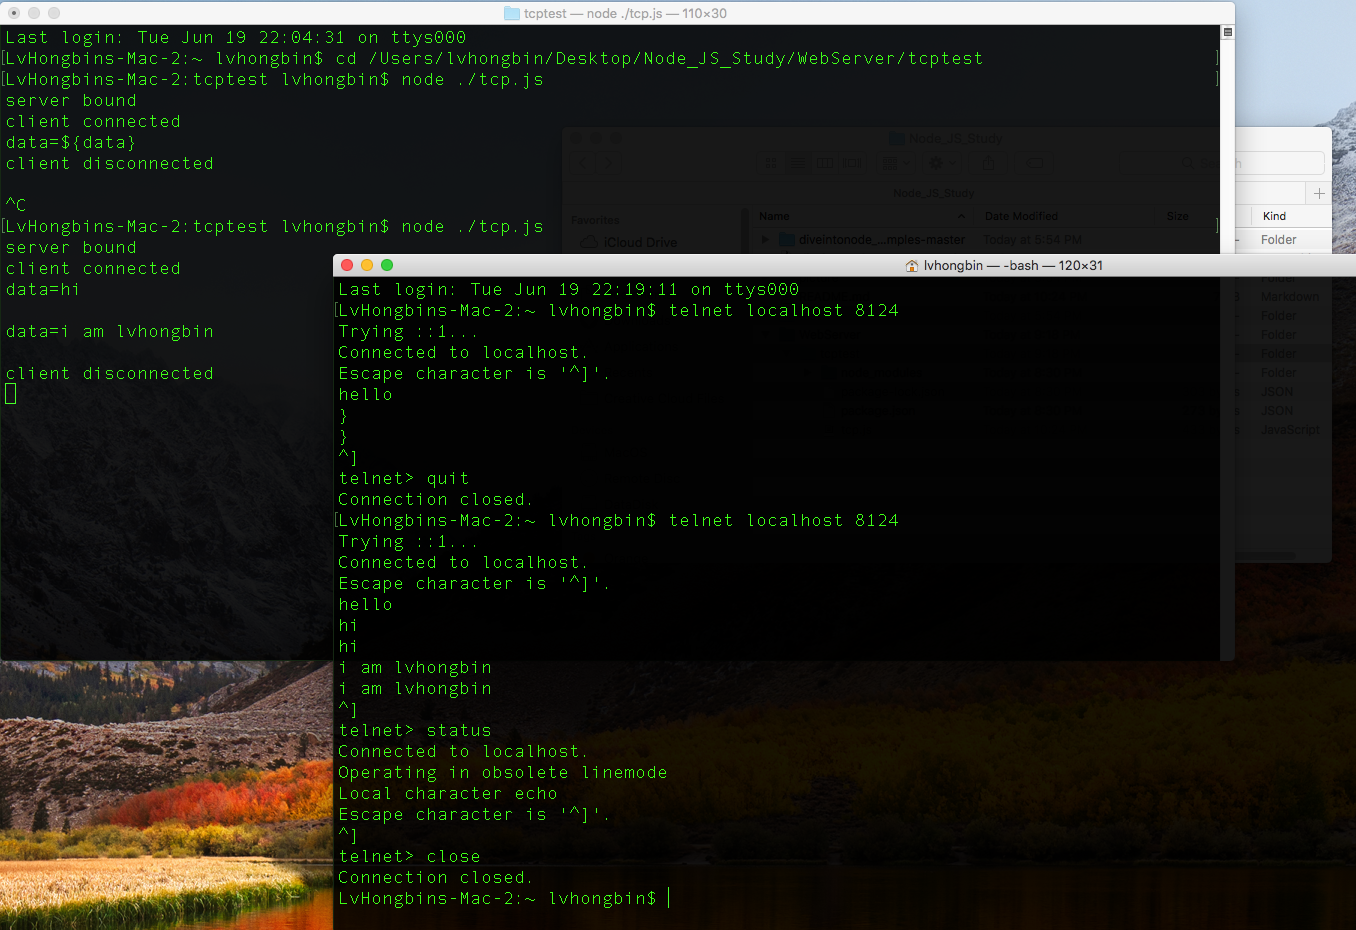 tcptest — node ./tcp.js — 110×30
Last login: Tue Jun 19 22:04:31 on ttys000
[LvHongbins-Mac-2:~ lvhongbin$ cd /Users/lvhongbin/Desktop/Node_JS_Study/WebServer/tcptest ]
[LvHongbins-Mac-2:tcptest lvhongbin$ node ./tcp.js ]
server bound
client connected
data=${data}
client disconnected
^C
[LvHongbins-Mac-2:tcptest lvhongbin$ node ./tcp.js ]
server bound
client connected
data=hi
data=i am lvhongbin
client disconnected
Node_JS_Study
Node_JS_Study
Favorites
iCloud Drive
Name Date Modified Size Kind
diveintonode_...mples-master Today at 5:54 PM -- Folder
Markdown
Folder
Folder
Folder
Folder
JSON
JSON
JavaScript
lvhongbin — -bash — 120×31
Last login: Tue Jun 19 22:19:11 on ttys000
[LvHongbins-Mac-2:~ lvhongbin$ telnet localhost 8124
Trying ::1...
Connected to localhost.
Escape character is '^]'.
hello
}
}
^]
telnet> quit
Connection closed.
[LvHongbins-Mac-2:~ lvhongbin$ telnet localhost 8124
Trying ::1...
Connected to localhost.
Escape character is '^]'.
hello
hi
hi
i am lvhongbin
i am lvhongbin
^]
telnet> status
Connected to localhost.
Operating in obsolete linemode
Local character echo
Escape character is '^]'.
^]
telnet> close
Connection closed.
LvHongbins-Mac-2:~ lvhongbin$